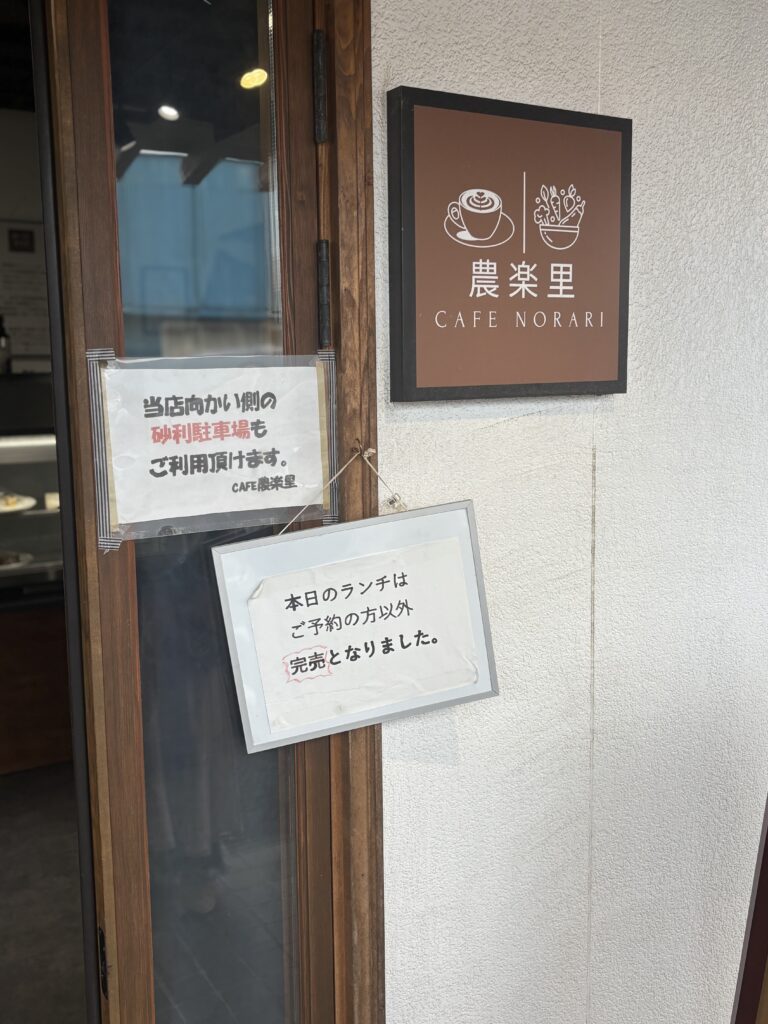 農楽里
CAFE NORARI
当店向かい側の
砂利駐車場も
ご利用頂けます。
CAFE農楽里
本日のランチは
ご予約の方以外
完売となりました。